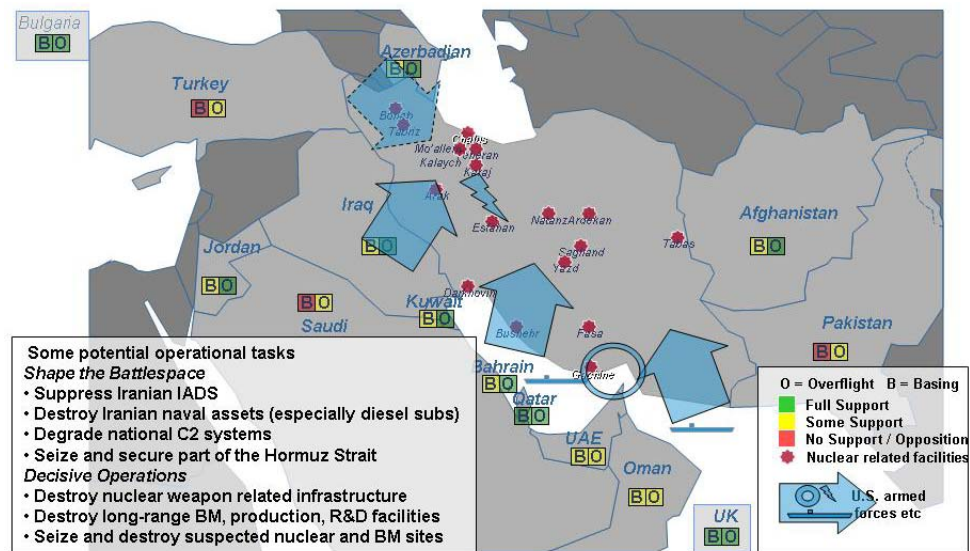 Bulgaria
B O
Azerbadjan
B O
Turkey
B O
Bonab
Tabriz
Chalus
Mo'allem
Kalaych
Teheran
Karaj
Arak
Iraq
B O
Esfahan
Natanz
Ardekan
Saghand
Yazd
Tabas
Afghanistan
B O
Jordan
B O
Saudi
B O
Kuwait
B O
Darkhovin
Bushehr
Fasa
Gachine
Pakistan
B O
Bahrain
B O
Qatar
B O
UAE
B O
Oman
B O
UK
B O
Some potential operational tasks
Shape the Battlespace
• Suppress Iranian IADS
• Destroy Iranian naval assets (especially diesel subs)
• Degrade national C2 systems
• Seize and secure part of the Hormuz Strait
Decisive Operations
• Destroy nuclear weapon related infrastructure
• Destroy long-range BM, production, R&D facilities
• Seize and destroy suspected nuclear and BM sites
O = Overflight B = Basing
Full Support
Some Support
No Support / Opposition
Nuclear related facilities
U.S. armed
forces etc